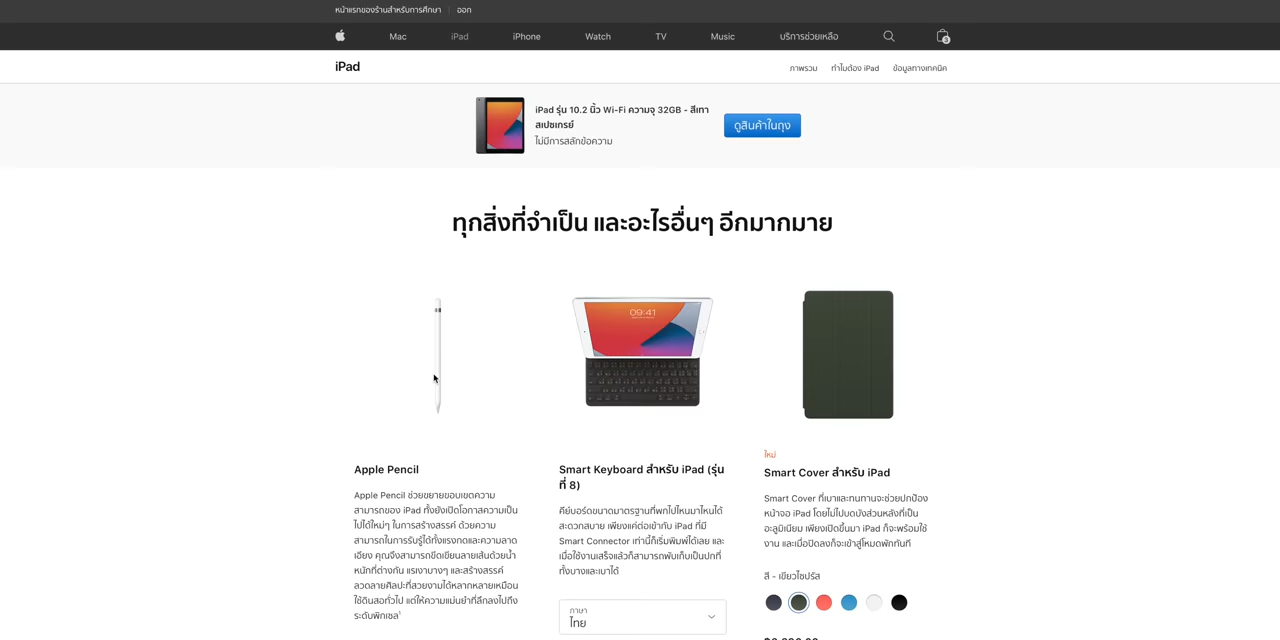 หน้าแรกของร้านสำหรับการศึกษา ออก
Mac iPad iPhone Watch TV Music บริการช่วยเหลือ 3
iPad
ภาพรวม ทำไมต้อง iPad ข้อมูลทางเทคนิค
iPad รุ่น 10.2 นิ้ว Wi-Fi ความจุ 32GB - สีเทา
สเปซเกรย์
ไม่มีการสลักข้อความ
ดูสินค้าในถุง
ทุกสิ่งที่จำเป็น และอะไรอื่นๆ อีกมากมาย
09:41
Apple Pencil
Apple Pencil ช่วยขยายขอบเขตความ
สามารถของ iPad ทั้งยังเปิดโอกาสความเป็น
ไปได้ใหม่ๆ ในการสร้างสรรค์ ด้วยความ
สามารถในการรับรู้ได้ทั้งแรงกดและความลาด
เอียง คุณจึงสามารถขีดเขียนลายเส้นด้วยน้ำ
หนักที่ต่างกัน แรเงาบางๆ และสร้างสรรค์
ลวดลายศิลปะที่สวยงามได้หลากหลายเหมือน
ใช้ดินสอทั่วไป แต่ให้ความแม่นยำที่ลึกลงไปถึง
ระดับพิกเซล¹
Smart Keyboard สำหรับ iPad (รุ่น
ที่ 8)
คีย์บอร์ดขนาดมาตรฐานที่พกไปไหนมาไหนได้
สะดวกสบาย เพียงแค่ต่อเข้ากับ iPad ที่มี
Smart Connector เท่านี้ก็เริ่มพิมพ์ได้เลย และ
เมื่อใช้งานเสร็จแล้วก็สามารถพับเก็บเป็นปกที่
ทั้งบางและเบาได้
ภาษา
ไทย
ใหม่
Smart Cover สำหรับ iPad
Smart Cover ที่เบาและทนทานจะช่วยปกป้อง
หน้าจอ iPad โดยไม่ไปบดบังส่วนหลังที่เป็น
อะลูมิเนียม เพียงเปิดขึ้นมา iPad ก็จะพร้อมใช้
งาน และเมื่อปิดลงก็จะเข้าสู่โหมดพักทันที
สี - เขียวไซปรัส